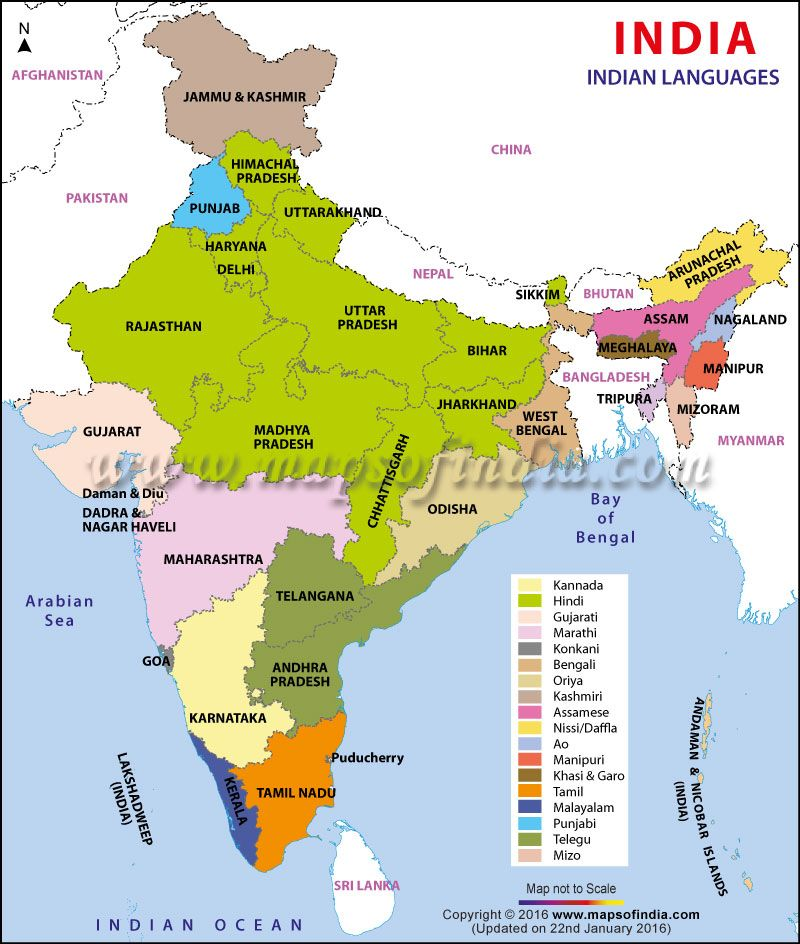 N
INDIA
INDIAN LANGUAGES
AFGHANISTAN
JAMMU & KASHMIR
CHINA
HIMACHAL
PRADESH
PAKISTAN
PUNJAB
UTTARAKHAND
HARYANA
DELHI
NEPAL
ARUNACHAL
PRADESH
SIKKIM
BHUTAN
RAJASTHAN
UTTAR
PRADESH
ASSAM
NAGALAND
BIHAR
MEGHALAYA
MANIPUR
BANGLADESH
JHARKHAND
TRIPURA
MIZORAM
GUJARAT
MADHYA
PRADESH
WEST
BENGAL
MYANMAR
CHHATTISGARH
www.mapsofindia.com
Daman & Diu
DADRA &
NAGAR HAVELI
ODISHA
Bay
of
Bengal
MAHARASHTRA
TELANGANA
Arabian
Sea
GOA
ANDHRA
PRADESH
KARNATAKA
Puducherry
LAKSHADWEEP
(INDIA)
KERALA
TAMIL NADU
SRI LANKA
INDIAN OCEAN
ANDAMAN & NICOBAR ISLANDS
(INDIA)
Kannada
Hindi
Gujarati
Marathi
Konkani
Bengali
Oriya
Kashmiri
Assamese
Nissi/Daffla
Ao
Manipuri
Khasi & Garo
Tamil
Malayalam
Punjabi
Telegu
Mizo
Map not to Scale
Copyright © 2016 www.mapsofindia.com
(Updated on 22nd January 2016)